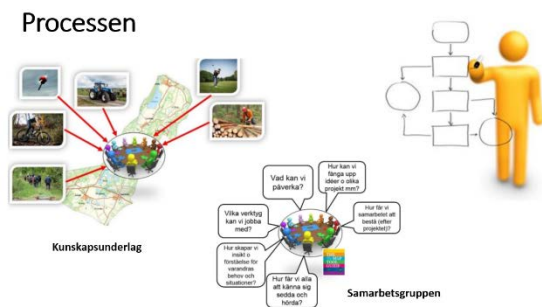 Processen
Kunskapsunderlag
Vad kan vi
påverka?
Hur kan vi
fånga upp
idéer o olika
projekt mm?
Vilka verktyg
kan vi jobba
med?
Hur får vi
samarbetet att
bestå (efter
projektet)?
Hur skapar vi
insikt o
förståelse för
varandras
behov och
situationer?
Hur får vi alla
att känna sig
sedda och
hörda?
Samarbetsgruppen